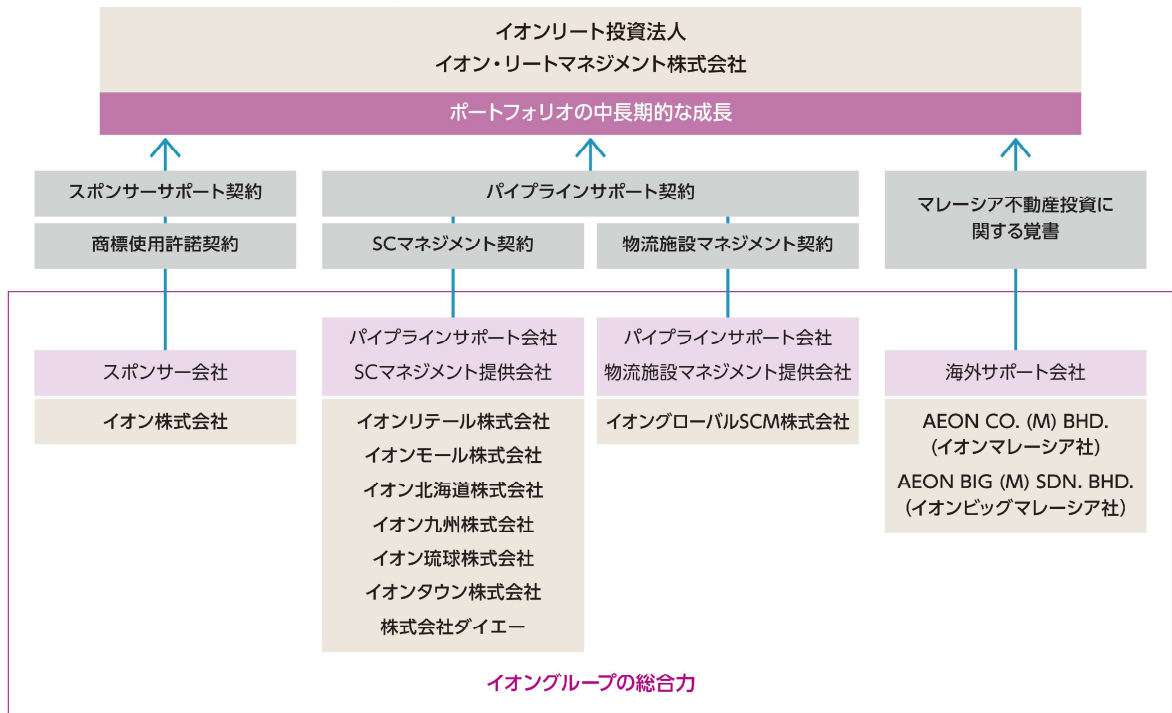 イオンリート投資法人
イオン・リートマネジメント株式会社
ポートフォリオの中長期的な成長
スポンサーサポート契約
商標使用許諾契約
パイプラインサポート契約
SCマネジメント契約
物流施設マネジメント契約
マレーシア不動産投資に
関する覚書
スポンサー会社
イオン株式会社
パイプラインサポート会社
SCマネジメント提供会社
イオンリテール株式会社
イオンモール株式会社
イオン北海道株式会社
イオン九州株式会社
イオン琉球株式会社
イオンタウン株式会社
株式会社ダイエー
パイプラインサポート会社
物流施設マネジメント提供会社
イオングローバルSCM株式会社
海外サポート会社
AEON CO. (M) BHD.
(イオンマレーシア社)
AEON BIG (M) SDN. BHD.
(イオンビッグマレーシア社)
イオングループの総合力